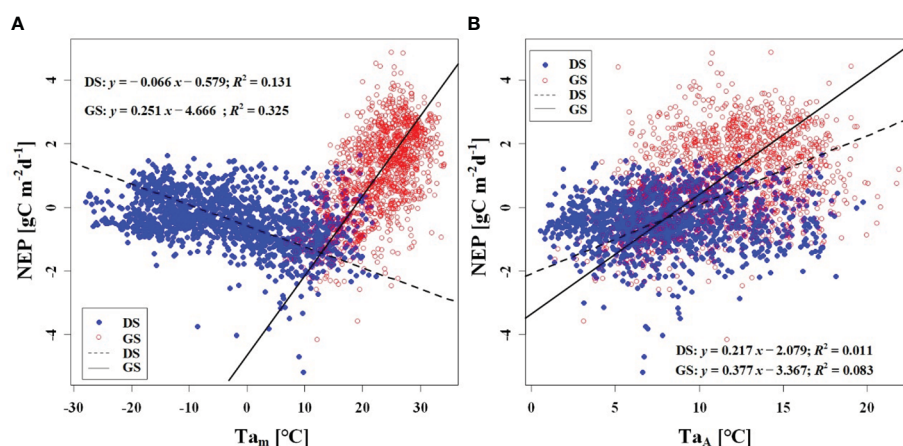 A
DS: y = − 0.066 x − 0.579; R² = 0.131
GS: y = 0.251 x − 4.666 ; R² = 0.325
NEP [gC m⁻²d⁻¹]
4
2
0
-2
-4
DS
GS
DS
GS
-30 -20 -10 0 10 20 30
Taₘ [°C]
B
DS
GS
DS
GS
NEP [gC m⁻²d⁻¹]
4
2
0
-2
-4
DS: y = 0.217 x − 2.079; R² = 0.011
GS: y = 0.377 x − 3.367; R² = 0.083
0 5 10 15 20
Ta_A [°C]